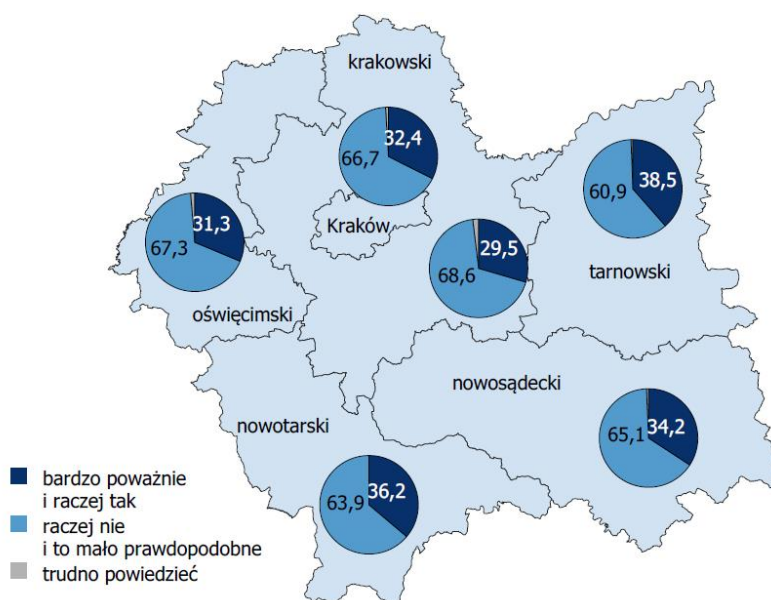 krakowski
32,4
66,7
38,5
60,9
31,3
67,3
Kraków
29,5
68,6
tarnowski
oświęcimski
nowosądecki
34,2
65,1
nowotarski
36,2
63,9
bardzo poważnie
i raczej tak
raczej nie
i to mało prawdopodobne
trudno powiedzieć